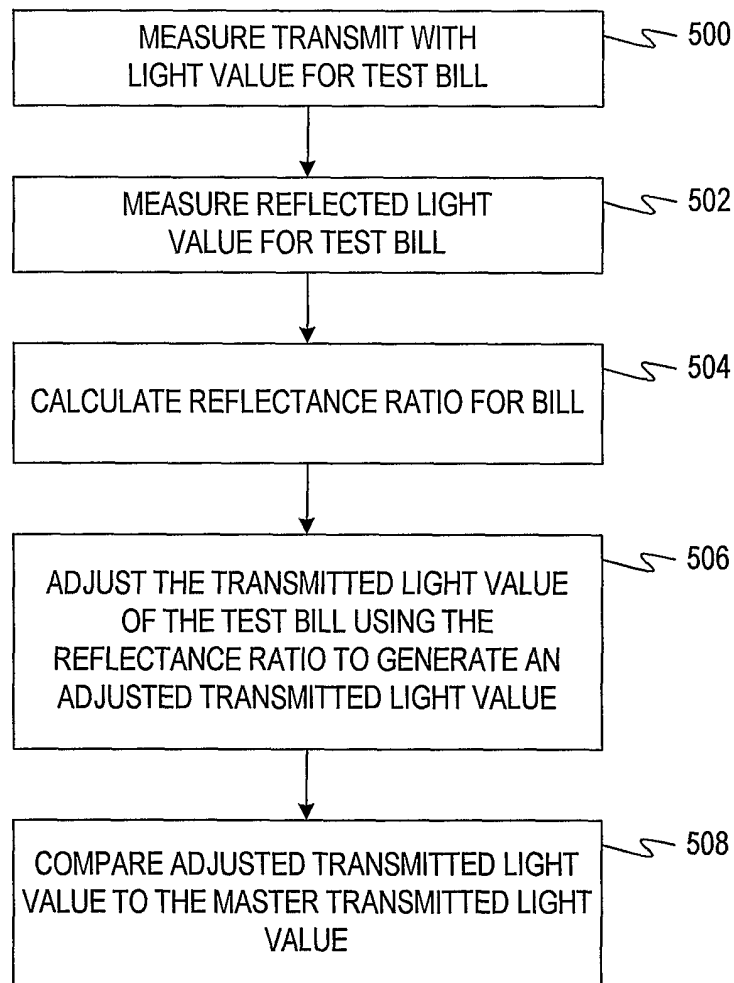 MEASURE TRANSMIT WITH
LIGHT VALUE FOR TEST BILL
500
MEASURE REFLECTED LIGHT
VALUE FOR TEST BILL
502
CALCULATE REFLECTANCE RATIO FOR BILL
504
ADJUST THE TRANSMITTED LIGHT VALUE
OF THE TEST BILL USING THE
REFLECTANCE RATIO TO GENERATE AN
ADJUSTED TRANSMITTED LIGHT VALUE
506
COMPARE ADJUSTED TRANSMITTED LIGHT
VALUE TO THE MASTER TRANSMITTED LIGHT
VALUE
508